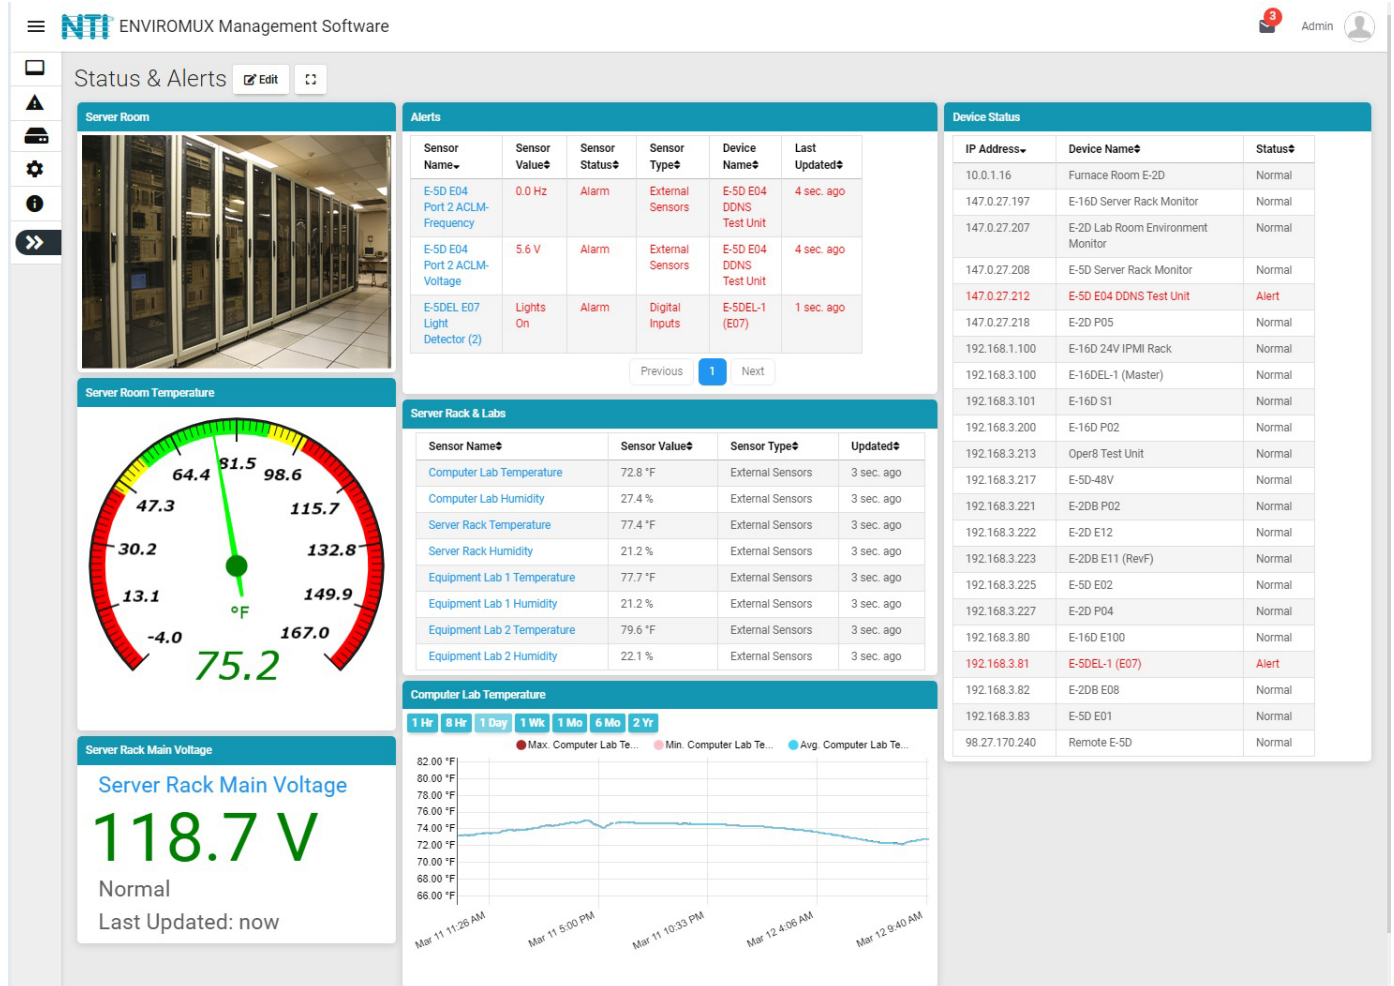 NTI ENVIROMUX Management Software
3
Admin
Status & Alerts
Edit
Server Room
Alerts
Sensor Name Sensor Value Sensor Status Sensor Type Device Name Last Updated
E-5D E04 Port 2 ACLM-Frequency 0.0 Hz Alarm External Sensors E-5D E04 DDNS Test Unit 4 sec. ago
E-5D E04 Port 2 ACLM-Voltage 5.6 V Alarm External Sensors E-5D E04 DDNS Test Unit 4 sec. ago
E-5DEL E07 Light Detector (2) Lights On Alarm Digital Inputs E-5DEL-1 (E07) 1 sec. ago
Previous 1 Next
Device Status
IP Address Device Name Status
10.0.1.16 Furnace Room E-2D Normal
147.0.27.197 E-16D Server Rack Monitor Normal
147.0.27.207 E-2D Lab Room Environment Monitor Normal
147.0.27.208 E-5D Server Rack Monitor Normal
147.0.27.212 E-5D E04 DDNS Test Unit Alert
147.0.27.218 E-2D P05 Normal
192.168.1.100 E-16D 24V IPMI Rack Normal
192.168.3.100 E-16DEL-1 (Master) Normal
192.168.3.101 E-16D S1 Normal
192.168.3.200 E-16D P02 Normal
192.168.3.213 Oper8 Test Unit Normal
192.168.3.217 E-5D-48V Normal
192.168.3.221 E-2DB P02 Normal
192.168.3.222 E-2D E12 Normal
192.168.3.223 E-2DB E11 (RevF) Normal
192.168.3.225 E-5D E02 Normal
192.168.3.227 E-2D P04 Normal
192.168.3.80 E-16D E100 Normal
192.168.3.81 E-5DEL-1 (E07) Alert
192.168.3.82 E-2DB E08 Normal
192.168.3.83 E-5D E01 Normal
98.27.170.240 Remote E-5D Normal
Server Room Temperature
-4.0
13.1
30.2
47.3
64.4
81.5
98.6
115.7
132.8
149.9
167.0
°F
75.2
Server Rack & Labs
Sensor Name Sensor Value Sensor Type Updated
Computer Lab Temperature 72.8 °F External Sensors 3 sec. ago
Computer Lab Humidity 27.4 % External Sensors 3 sec. ago
Server Rack Temperature 77.4 °F External Sensors 3 sec. ago
Server Rack Humidity 21.2 % External Sensors 3 sec. ago
Equipment Lab 1 Temperature 77.7 °F External Sensors 3 sec. ago
Equipment Lab 1 Humidity 21.2 % External Sensors 3 sec. ago
Equipment Lab 2 Temperature 79.6 °F External Sensors 3 sec. ago
Equipment Lab 2 Humidity 22.1 % External Sensors 3 sec. ago
Server Rack Main Voltage
Server Rack Main Voltage
118.7 V
Normal
Last Updated: now
Computer Lab Temperature
1 Hr 8 Hr 1 Day 1 Wk 1 Mo 6 Mo 2 Yr
Max. Computer Lab Te... Min. Computer Lab Te... Avg. Computer Lab Te...
82.00 °F
80.00 °F
78.00 °F
76.00 °F
74.00 °F
72.00 °F
70.00 °F
68.00 °F
66.00 °F
Mar 11 11:26 AM Mar 11 5:00 PM Mar 11 10:33 PM Mar 12 4:06 AM Mar 12 9:40 AM